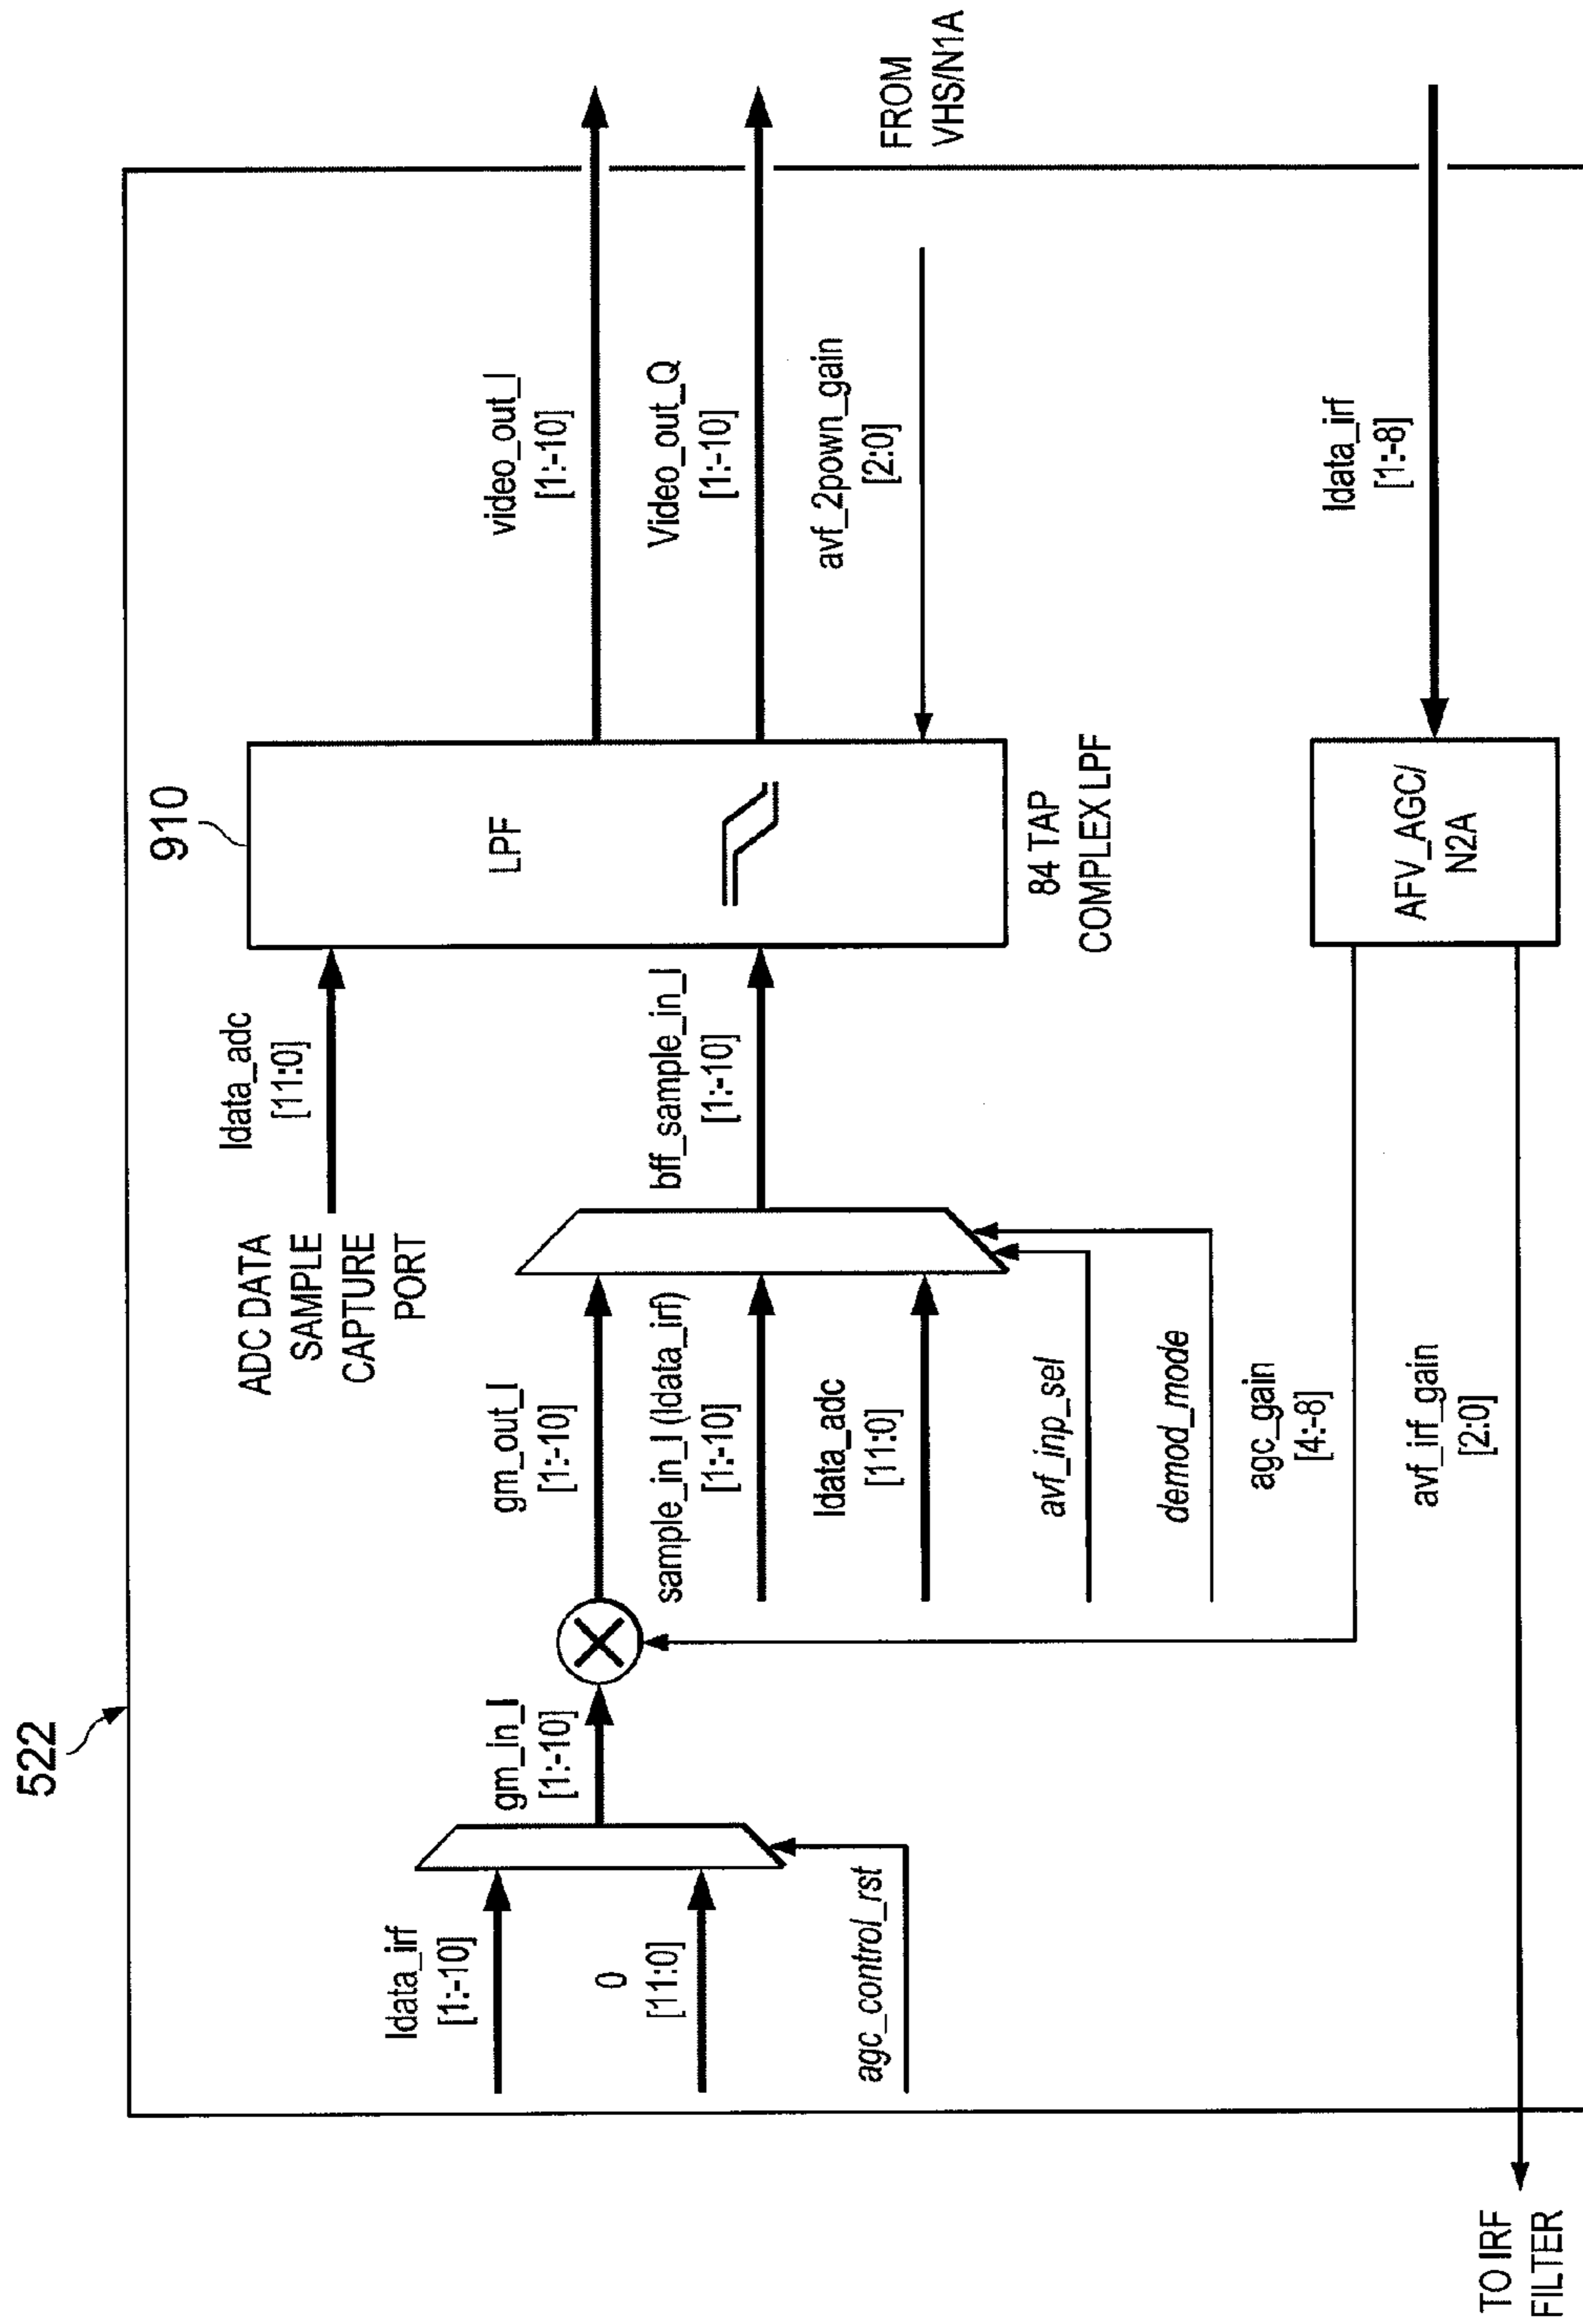 522
Idata_irf
[1:-10]
0
[11:0]
agc_control_rst
gm_in_I
[1:-10]
gm_out_I
[1:-10]
sample_in_I (Idata_irf)
[1:-10]
Idata_adc
[11:0]
avf_inp_sel
demod_mode
ADC DATA
SAMPLE
CAPTURE
PORT
Idata_adc
[11:0]
bff_sample_in_I
[1:-10]
910
LPF
84 TAP
COMPLEX LPF
video_out_I
[1:-10]
Video_out_Q
[1:-10]
avf_2pown_gain
[2:0]
FROM
VHS/N1A
agc_gain
[4:-8]
avf_irf_gain
[2:0]
AFV_AGC/
N2A
Idata_irf
[1:-8]
TO IRF
FILTER